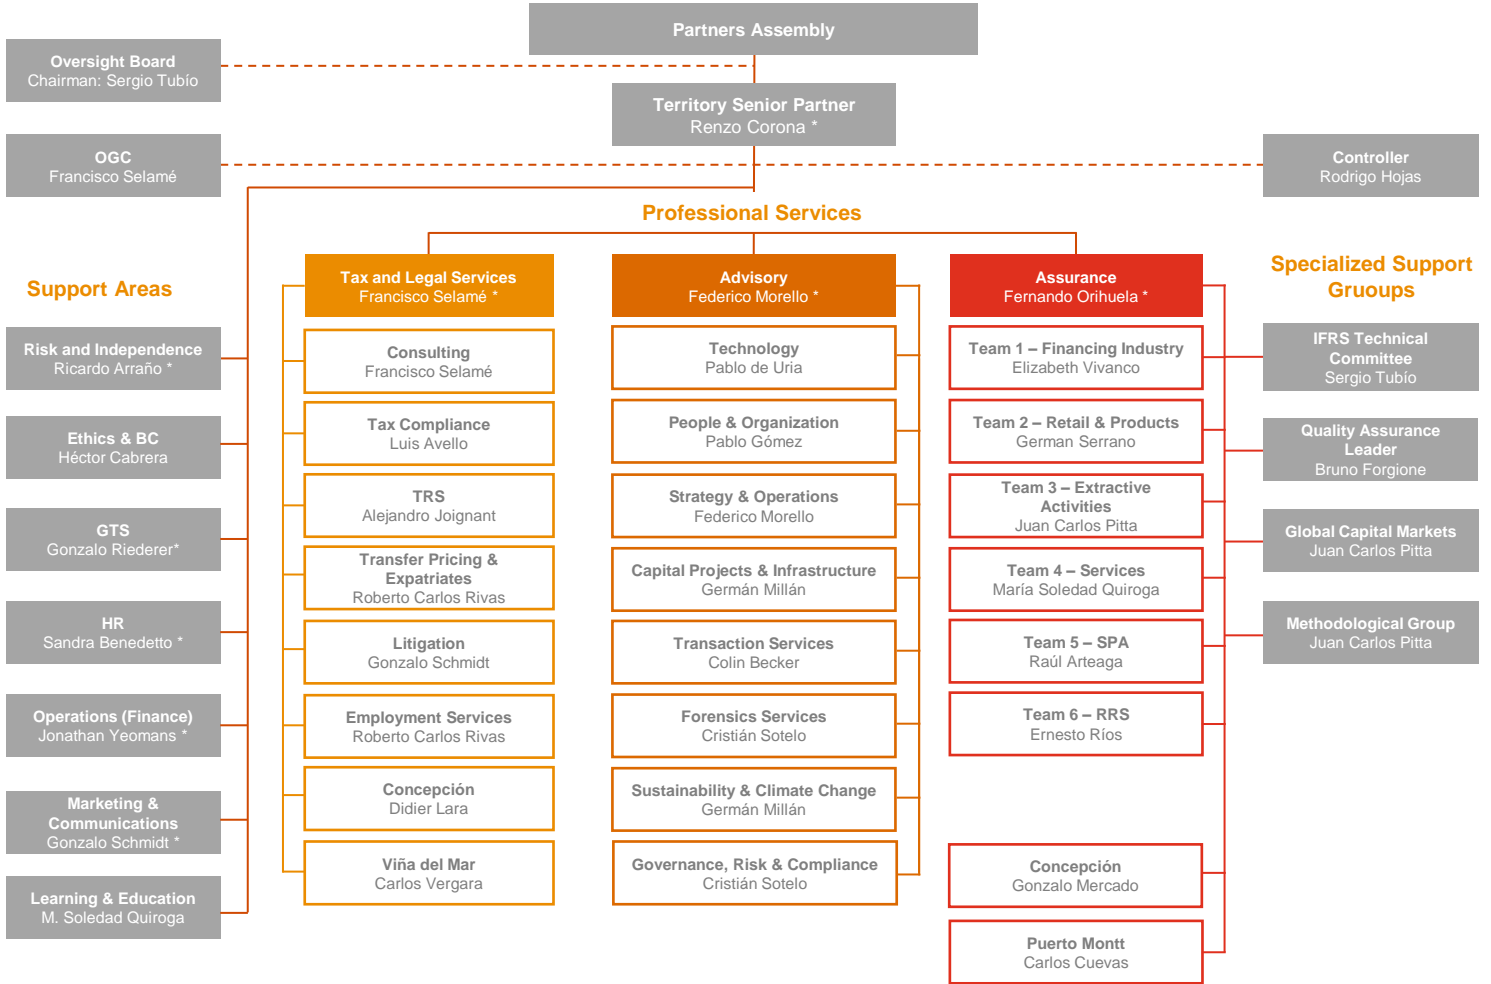 Partners Assembly
Oversight Board
Chairman: Sergio Tubío
Territory Senior Partner
Renzo Corona *
OGC
Francisco Selamé
Controller
Rodrigo Hojas
Professional Services
Support Areas
Risk and Independence
Ricardo Arraño *
Ethics & BC
Héctor Cabrera
GTS
Gonzalo Riederer*
HR
Sandra Benedetto *
Operations (Finance)
Jonathan Yeomans *
Marketing &
Communications
Gonzalo Schmidt *
Learning & Education
M. Soledad Quiroga
Tax and Legal Services
Francisco Selamé *
Consulting
Francisco Selamé
Tax Compliance
Luis Avello
TRS
Alejandro Joignant
Transfer Pricing &
Expatriates
Roberto Carlos Rivas
Litigation
Gonzalo Schmidt
Employment Services
Roberto Carlos Rivas
Concepción
Didier Lara
Viña del Mar
Carlos Vergara
Advisory
Federico Morello *
Technology
Pablo de Uria
People & Organization
Pablo Gómez
Strategy & Operations
Federico Morello
Capital Projects & Infrastructure
Germán Millán
Transaction Services
Colin Becker
Forensics Services
Cristián Sotelo
Sustainability & Climate Change
Germán Millán
Governance, Risk & Compliance
Cristián Sotelo
Assurance
Fernando Orihuela *
Team 1 – Financing Industry
Elizabeth Vivanco
Team 2 – Retail & Products
German Serrano
Team 3 – Extractive
Activities
Juan Carlos Pitta
Team 4 – Services
María Soledad Quiroga
Team 5 – SPA
Raúl Arteaga
Team 6 – RRS
Ernesto Ríos
Concepción
Gonzalo Mercado
Puerto Montt
Carlos Cuevas
Specialized Support
Gruoups
IFRS Technical
Committee
Sergio Tubío
Quality Assurance
Leader
Bruno Forgione
Global Capital Markets
Juan Carlos Pitta
Methodological Group
Juan Carlos Pitta